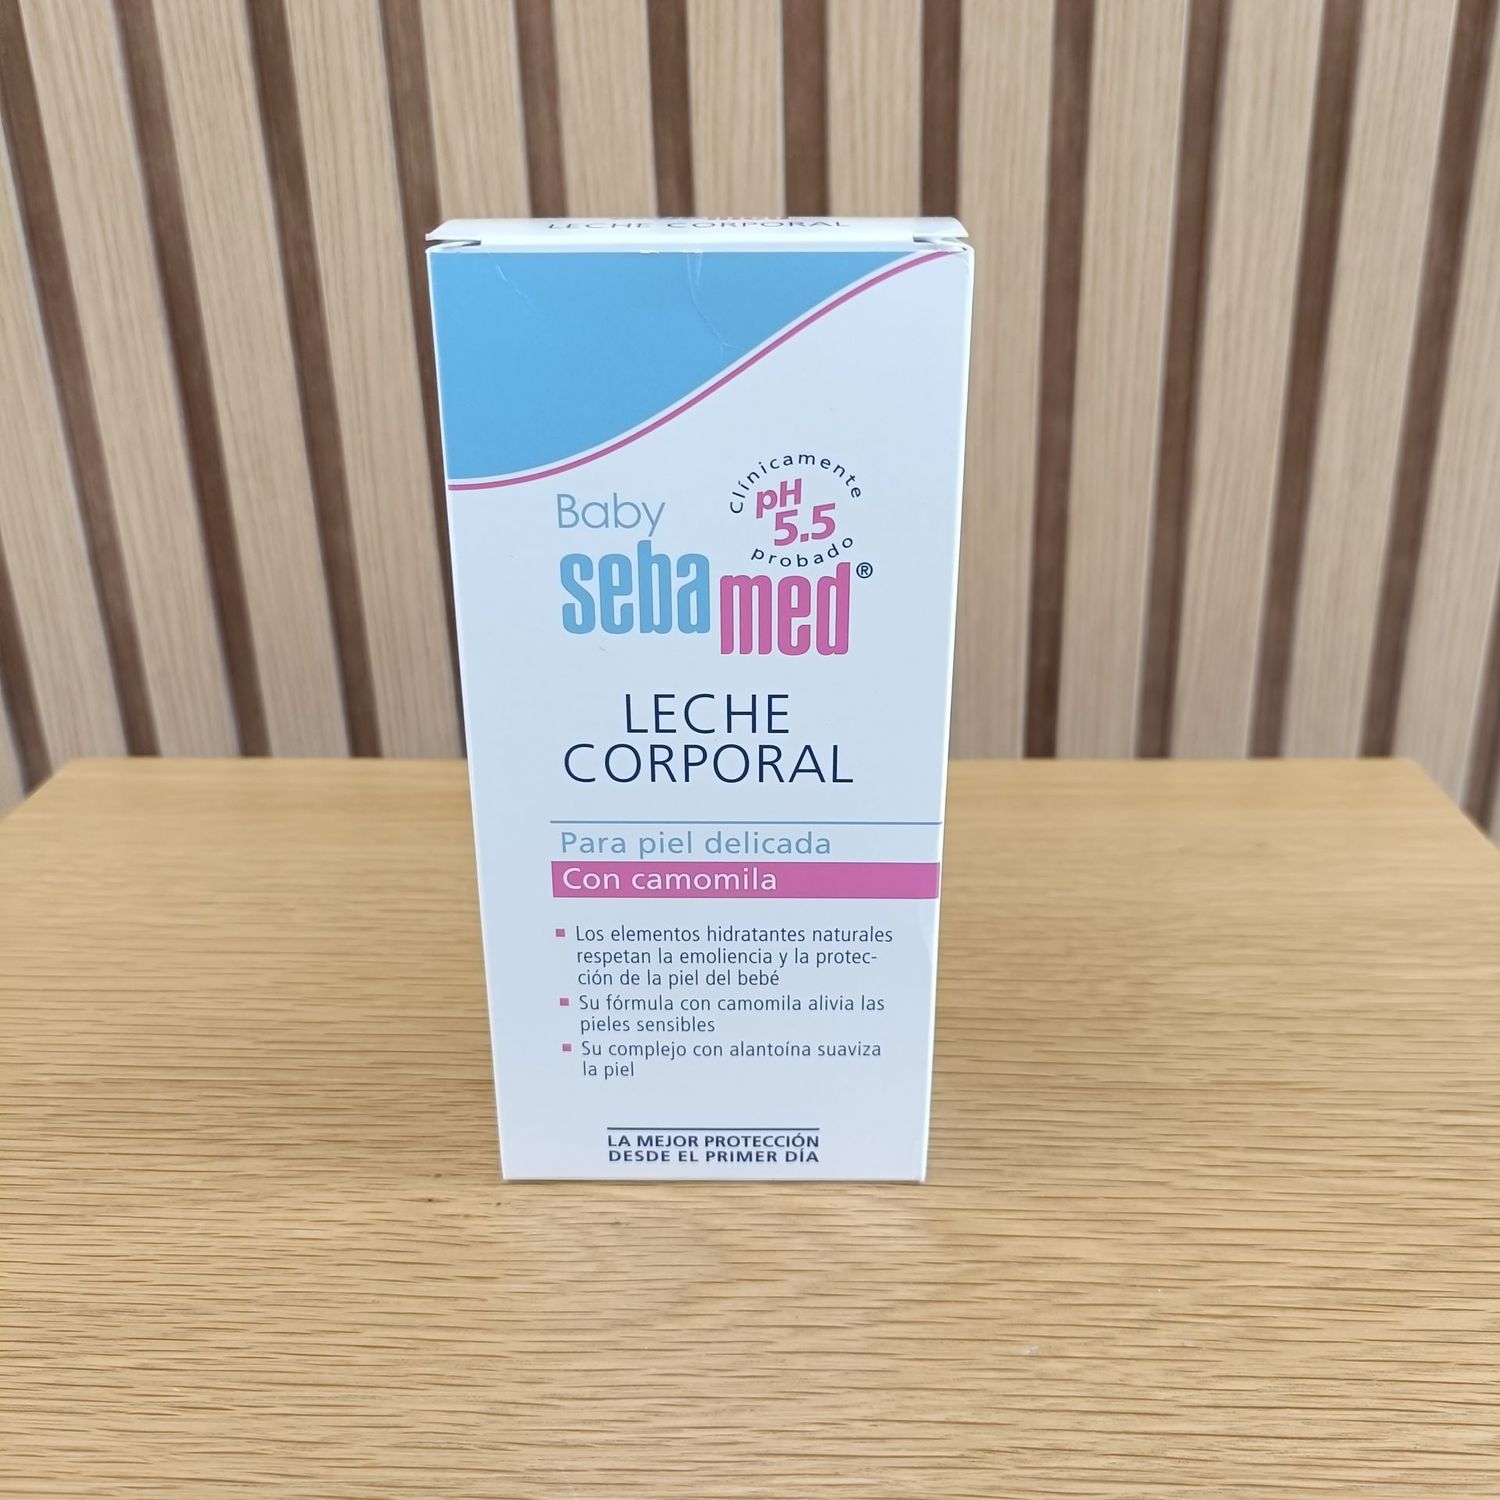 LECHE CORPORAL
Baby
Clínicamente
pH
5.5
probado
sebamed®
LECHE
CORPORAL
Para piel delicada
Con camomila
Los elementos hidratantes naturales
respetan la emoliencia y la protec-
ción de la piel del bebé
Su fórmula con camomila alivia las
pieles sensibles
Su complejo con alantoína suaviza
la piel
LA MEJOR PROTECCIÓN
DESDE EL PRIMER DÍA